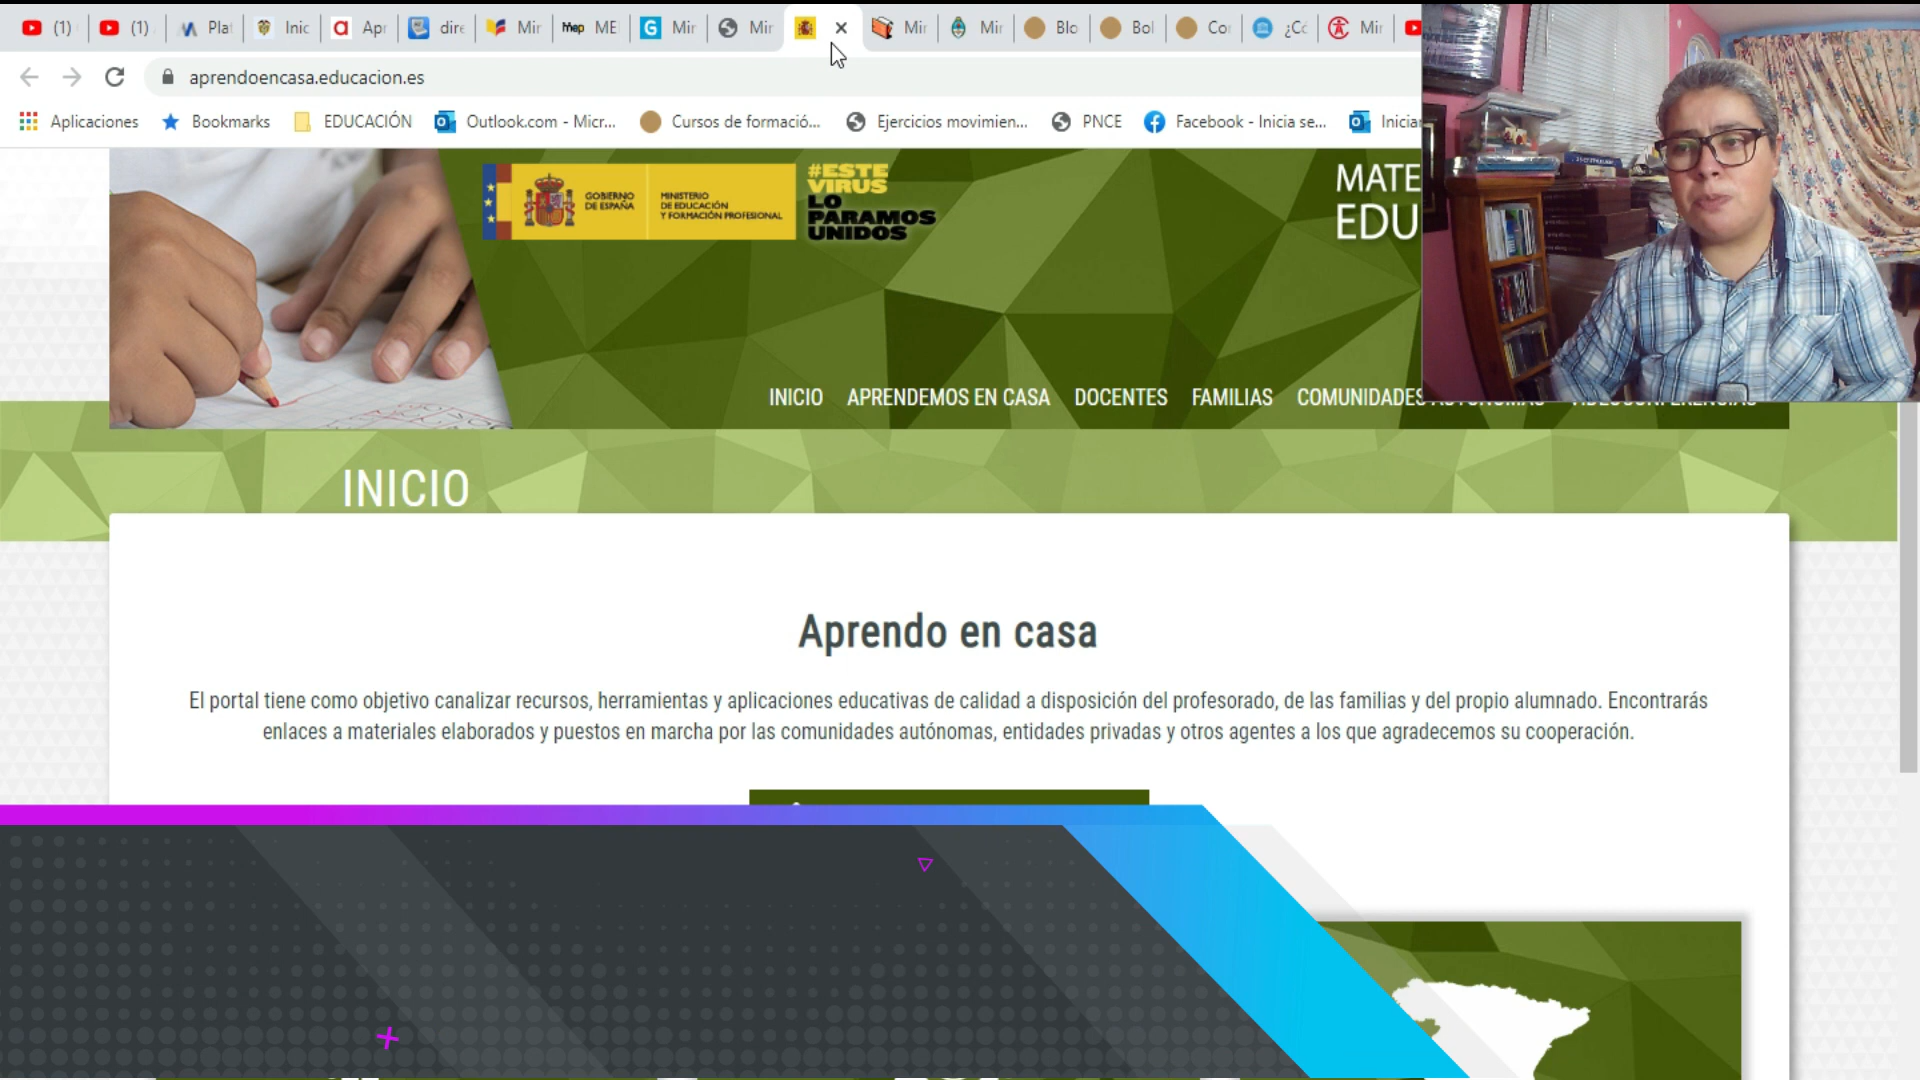 (1)
(1)
Pla
Inic
Apr
dire
Mir
mep ME
Mir
Mir
Mir
Mir
Blo
Bol
Co
¿Có
Mir
aprendoencasa.educacion.es
Aplicaciones
Bookmarks
EDUCACIÓN
Outlook.com - Micr...
Cursos de formació...
Ejercicios movimien...
PNCE
Facebook - Inicia se...
Iniciar
GOBIERNO
DE ESPAÑA
MINISTERIO
DE EDUCACIÓN
Y FORMACIÓN PROFESIONAL
#ESTE
VIRUS
LO
PARAMOS
UNIDOS
MATE
EDU
INICIO APRENDEMOS EN CASA DOCENTES FAMILIAS COMUNIDADES
INICIO
Aprendo en casa
El portal tiene como objetivo canalizar recursos, herramientas y aplicaciones educativas de calidad a disposición del profesorado, de las familias y del propio alumnado. Encontrarás
enlaces a materiales elaborados y puestos en marcha por las comunidades autónomas, entidades privadas y otros agentes a los que agradecemos su cooperación.